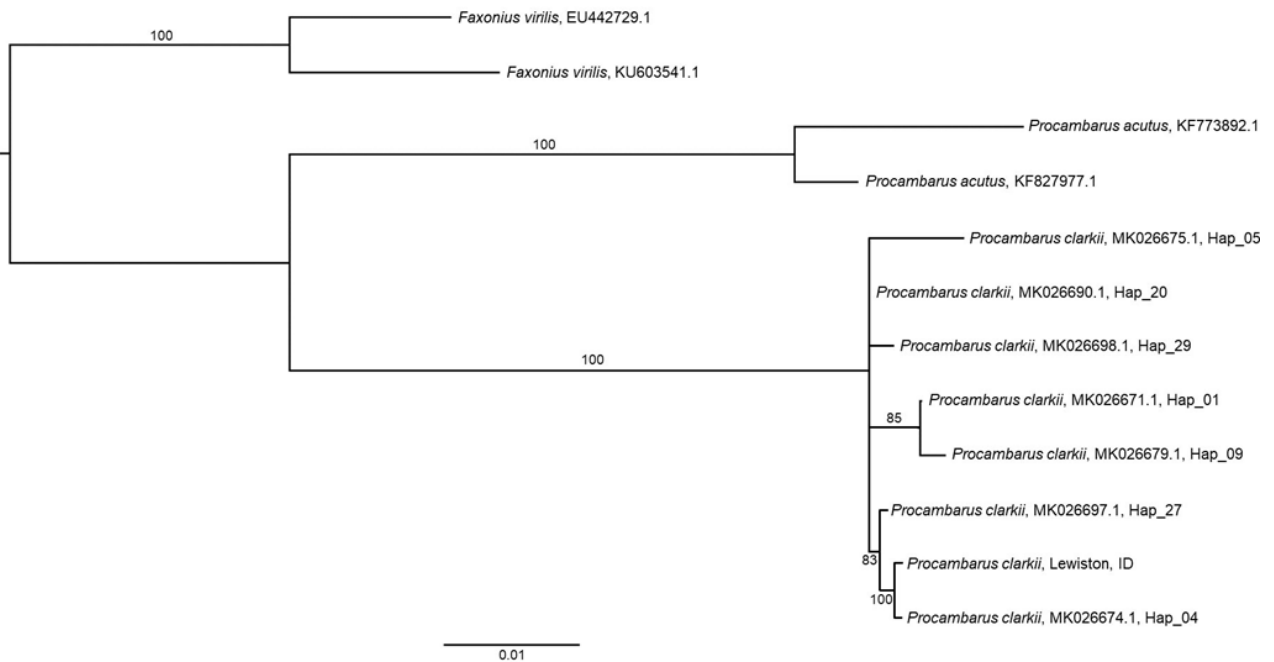 Faxonius virilis, EU442729.1
100
Faxonius virilis, KU603541.1
Procambarus acutus, KF773892.1
100
Procambarus acutus, KF827977.1
Procambarus clarkii, MK026675.1, Hap_05
Procambarus clarkii, MK026690.1, Hap_20
Procambarus clarkii, MK026698.1, Hap_29
100
Procambarus clarkii, MK026671.1, Hap_01
85
Procambarus clarkii, MK026679.1, Hap_09
Procambarus clarkii, MK026697.1, Hap_27
83
Procambarus clarkii, Lewiston, ID
100
Procambarus clarkii, MK026674.1, Hap_04
0.01